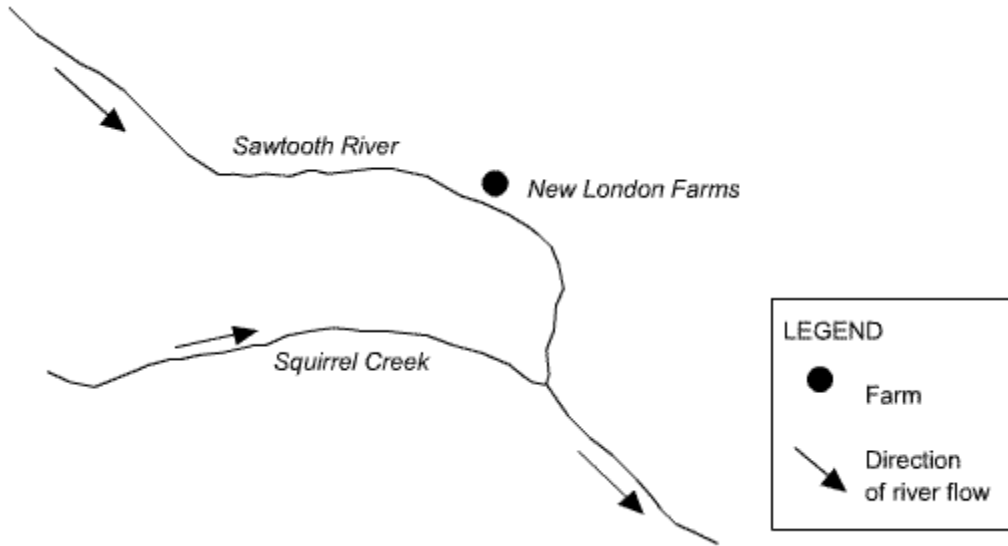 Sawtooth River
New London Farms
Squirrel Creek
LEGEND
Farm
Direction
of river flow